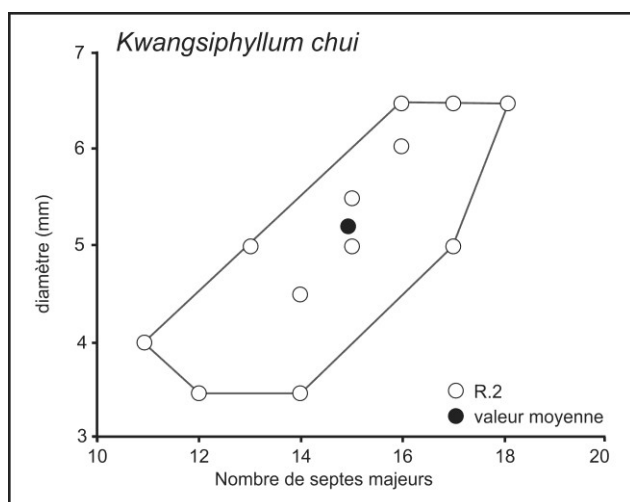 Kwangsiphyllum chui
7
6
5
4
3
diamètre (mm)
R.2
valeur moyenne
10 12 14 16 18 20
Nombre de septes majeurs